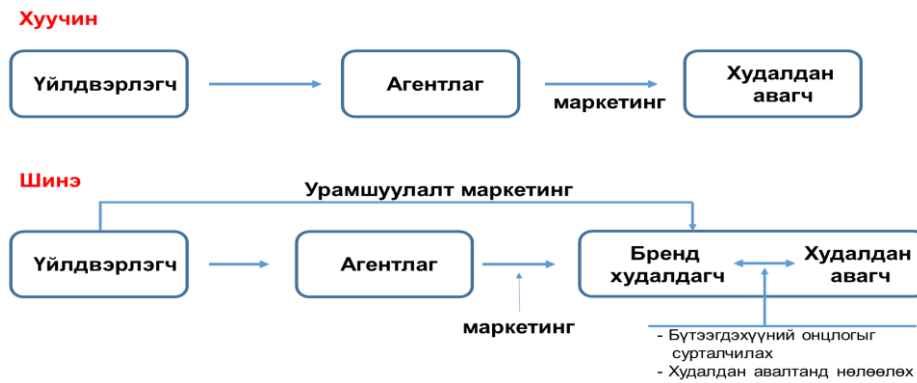 Хуучин
Үйлдвэрлэгч
Агентлаг
маркетинг
Худалдан
авагч
Шинэ
Урамшуулалт маркетинг
Үйлдвэрлэгч
Агентлаг
маркетинг
Бренд
худалдагч
Худалдан
авагч
- Бүтээгдэхүүний онцлогыг
сурталчилах
- Худалдан авалтанд нөлөөлөх